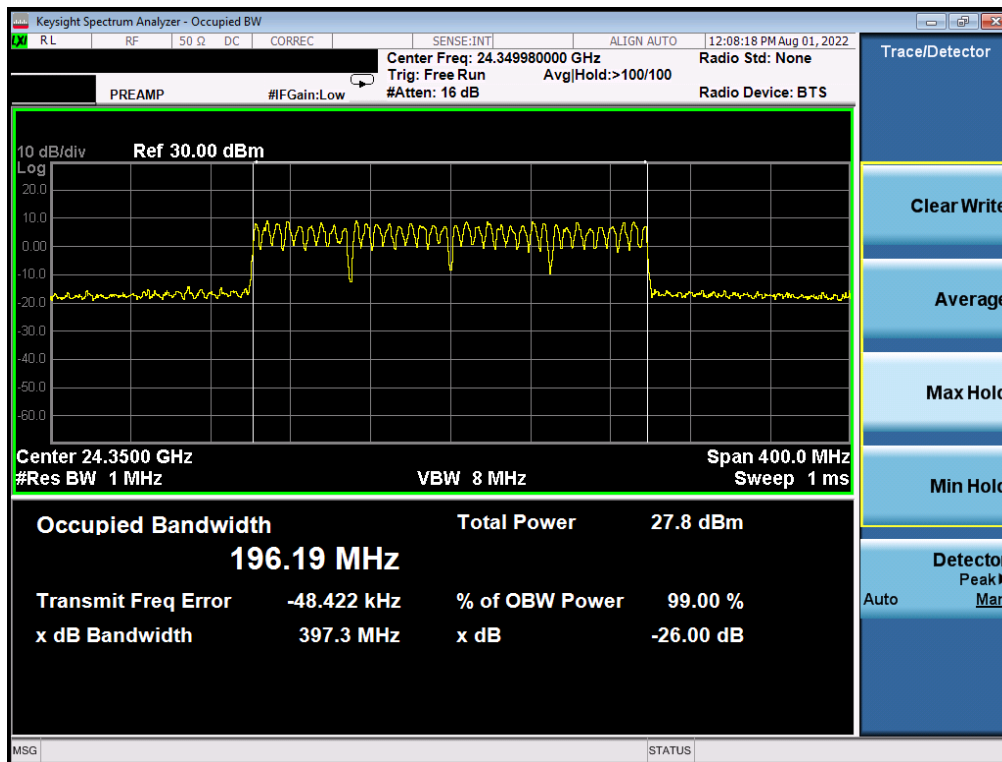 Keysight Spectrum Analyzer - Occupied BW
LXI RL RF 50 Ω DC CORREC SENSE:INT ALIGN AUTO 12:08:18 PM Aug 01, 2022
Center Freq: 24.349980000 GHz Radio Std: None
Trig: Free Run Avg|Hold:>100/100
PREAMP #IFGain:Low #Atten: 16 dB Radio Device: BTS
Trace/Detector
10 dB/div Ref 30.00 dBm
Log
20.0
10.0
0.00
-10.0
-20.0
-30.0
-40.0
-50.0
-60.0
Center 24.3500 GHz Span 400.0 MHz
#Res BW 1 MHz VBW 8 MHz Sweep 1 ms
Occupied Bandwidth Total Power 27.8 dBm
196.19 MHz
Transmit Freq Error -48.422 kHz % of OBW Power 99.00 %
x dB Bandwidth 397.3 MHz x dB -26.00 dB
Clear Write
Average
Max Hold
Min Hold
Detector
Peak
Auto Man
MSG STATUS